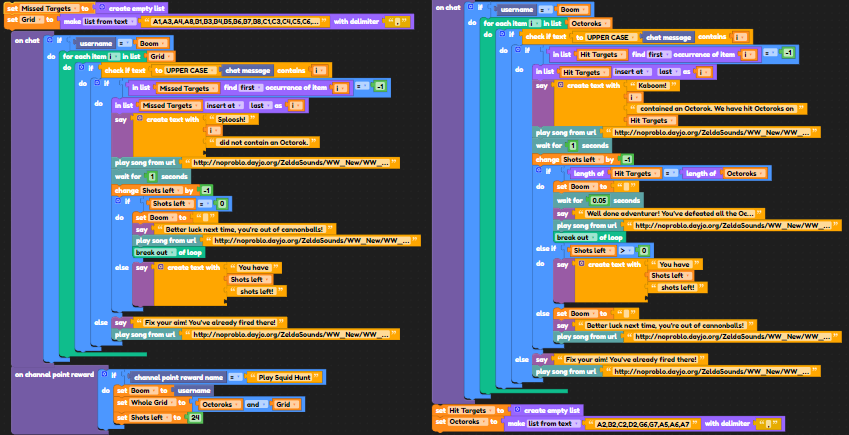 set Missed Targets to create empty list
set Grid to make list from text " A1,A3,A4,A8,B1,B3,B4,B5,B6,B7,B8,C1,C3,C4,C5,C6,... " with delimiter " , "
on chat if username = Boom
do for each item i in list Grid
do check if text to UPPER CASE chat message contains i
do if in list Missed Targets find first occurrence of item i = -1
do in list Missed Targets insert at last as i
say create text with " Sploosh! "
i
" did not contain an Octorok. "
play song from url " http://noproblo.dayjo.org/ZeldaSounds/WW_New/WW_... "
wait for 1 seconds
change Shots left by -1
if Shots left = 0
do set Boom to " "
say " Better luck next time, you're out of cannonballs! "
play song from url " http://noproblo.dayjo.org/ZeldaSounds/WW_New/WW_... "
break out of loop
else say create text with " You have "
Shots left
" shots left! "
else say " Fix your aim! You've already fired there! "
play song from url " http://noproblo.dayjo.org/ZeldaSounds/WW_New/WW_... "
on channel point reward if channel point reward name = " Play Squid Hunt "
do set Boom to username
set Whole Grid to Octoroks and Grid
set Shots left to 24
on chat if username = Boom
do for each item i in list Octoroks
do check if text to UPPER CASE chat message contains i
do if in list Hit Targets find first occurrence of item i = -1
do in list Hit Targets insert at last as i
say create text with " Kaboom! "
i
" contained an Octorok. We have hit Octoroks on "
Hit Targets
play song from url " http://noproblo.dayjo.org/ZeldaSounds/WW_New/WW_... "
wait for 1 seconds
change Shots left by -1
if length of Hit Targets = length of Octoroks
do set Boom to " "
wait for 0.05 seconds
say " Well done adventurer! You've defeated all the Oc... "
play song from url " http://noproblo.dayjo.org/ZeldaSounds/WW_New/WW_... "
break out of loop
else if Shots left > 0
do say create text with " You have "
Shots left
" shots left! "
else set Boom to " "
say " Better luck next time, you're out of cannonballs! "
play song from url " http://noproblo.dayjo.org/ZeldaSounds/WW_New/WW_... "
else say " Fix your aim! You've already fired there! "
play song from url " http://noproblo.dayjo.org/ZeldaSounds/WW_New/WW_... "
set Hit Targets to create empty list
set Octoroks to make list from text " A2,B2,C2,D2,G6,G7,A5,A6,A7 " with delimiter " , "